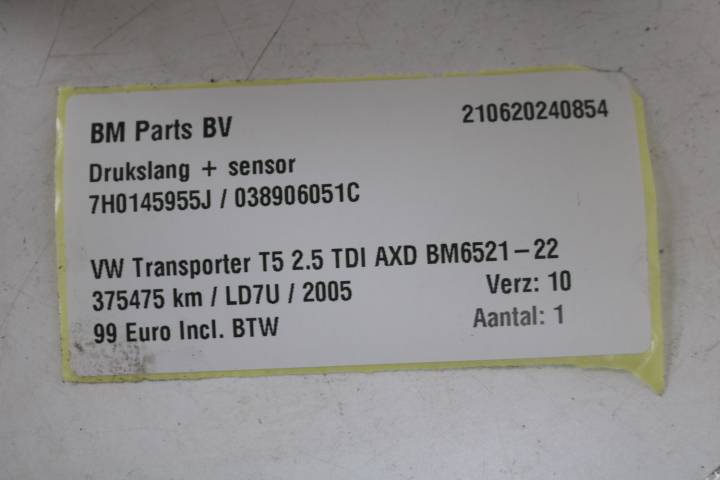 BM Parts BV 210620240854
Drukslang + sensor
7H0145955J / 038906051C
VW Transporter T5 2.5 TDI AXD BM6521-22
375475 km / LD7U / 2005 Verz: 10
99 Euro Incl. BTW Aantal: 1